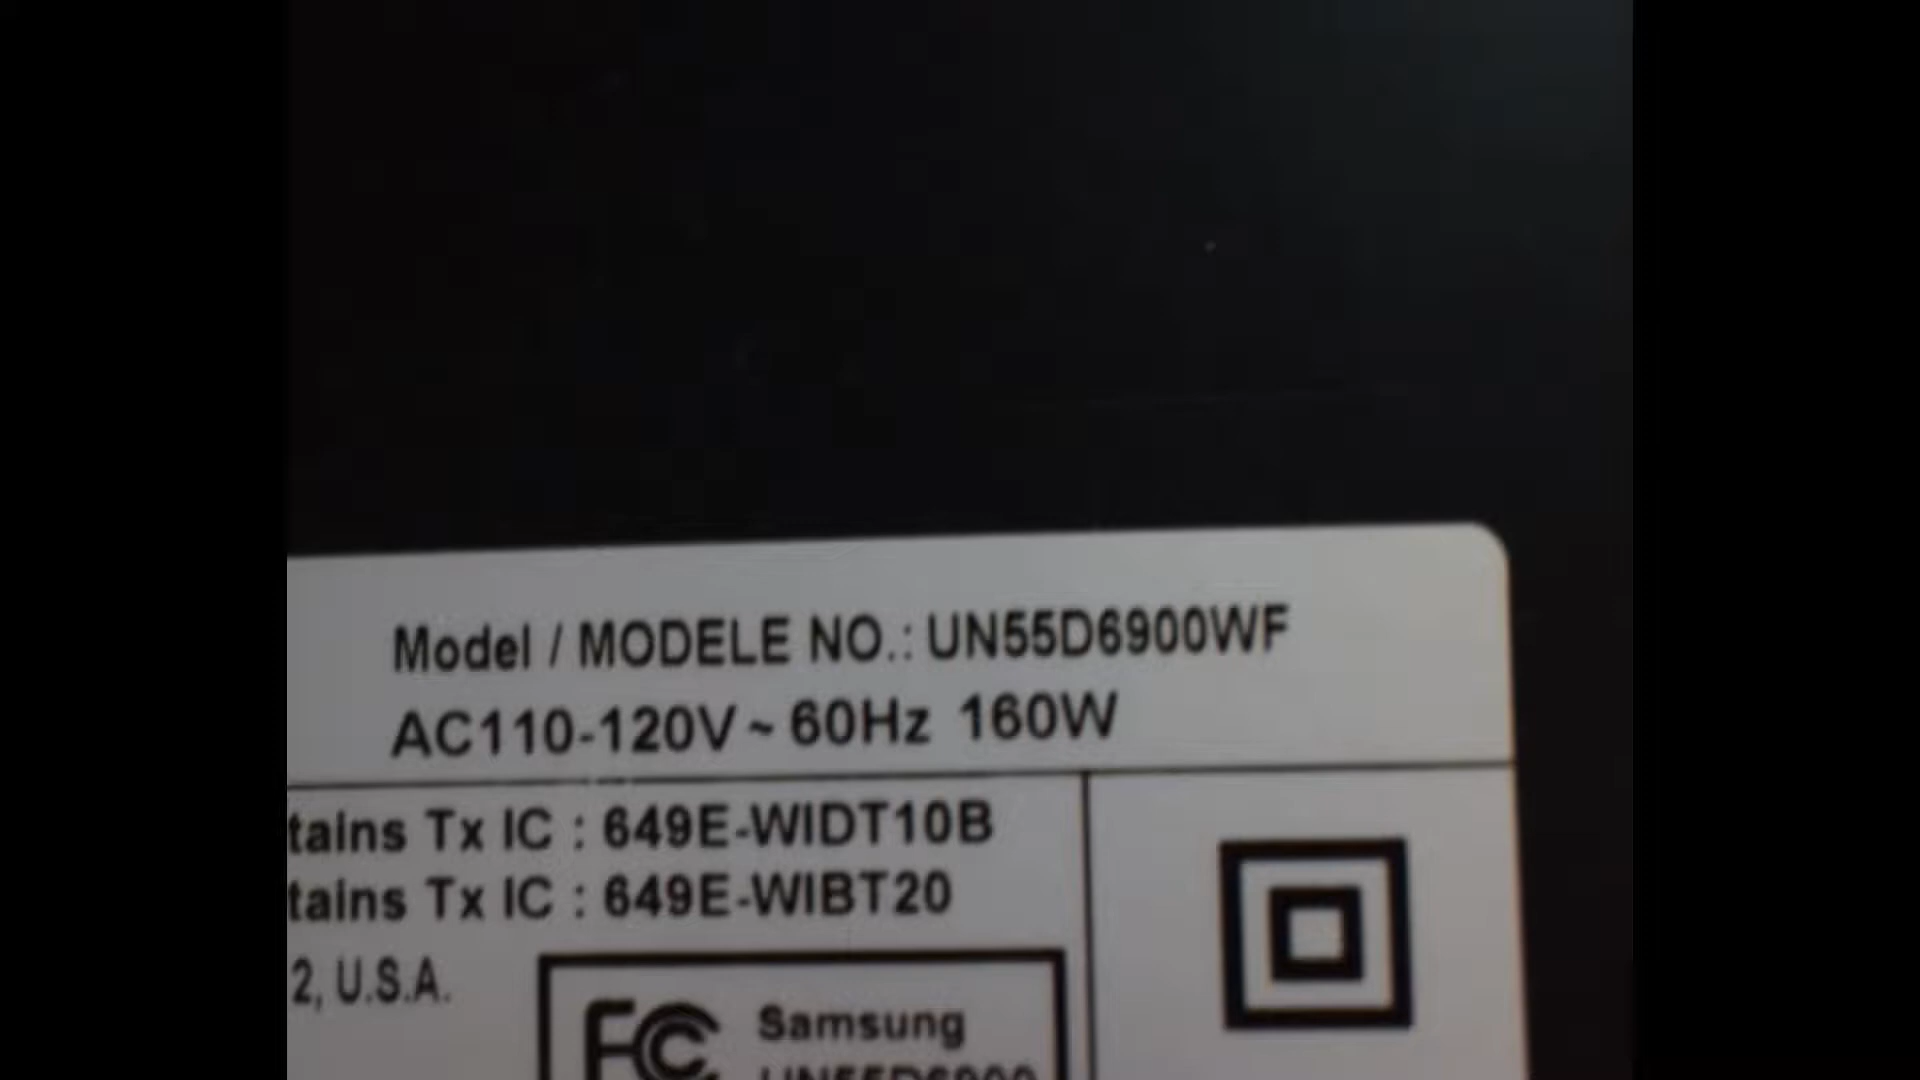 Model / MODELE NO.: UN55D6900WF
AC110-120V ~ 60Hz 160W
tains Tx IC : 649E-WIDT10B
tains Tx IC : 649E-WIBT20
2, U.S.A.
FC Samsung
UN55D6900